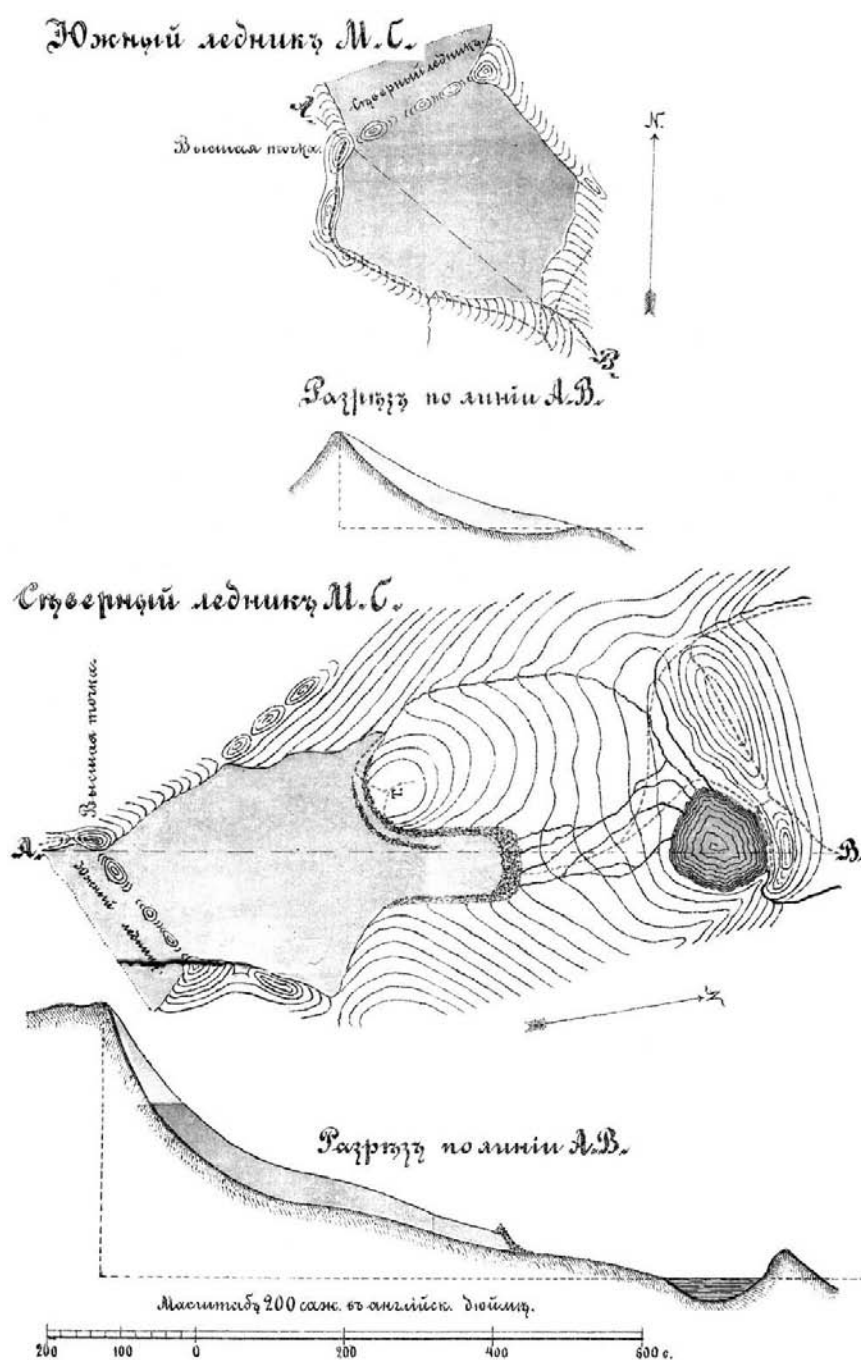 Южный ледникъ М.С.
Сѣверный ледникъ.
N.
А.
Высшая точка.
В.
Разрѣзъ по линіи А.В.
Сѣверный ледникъ М.С.
Высшая точка.
Г.
А.
В.
Южный ледникъ.
N.
Разрѣзъ по линіи А.В.
Масштабъ 200 саж. въ англійск. дюймѣ.
200 100 0 200 400 600 с.